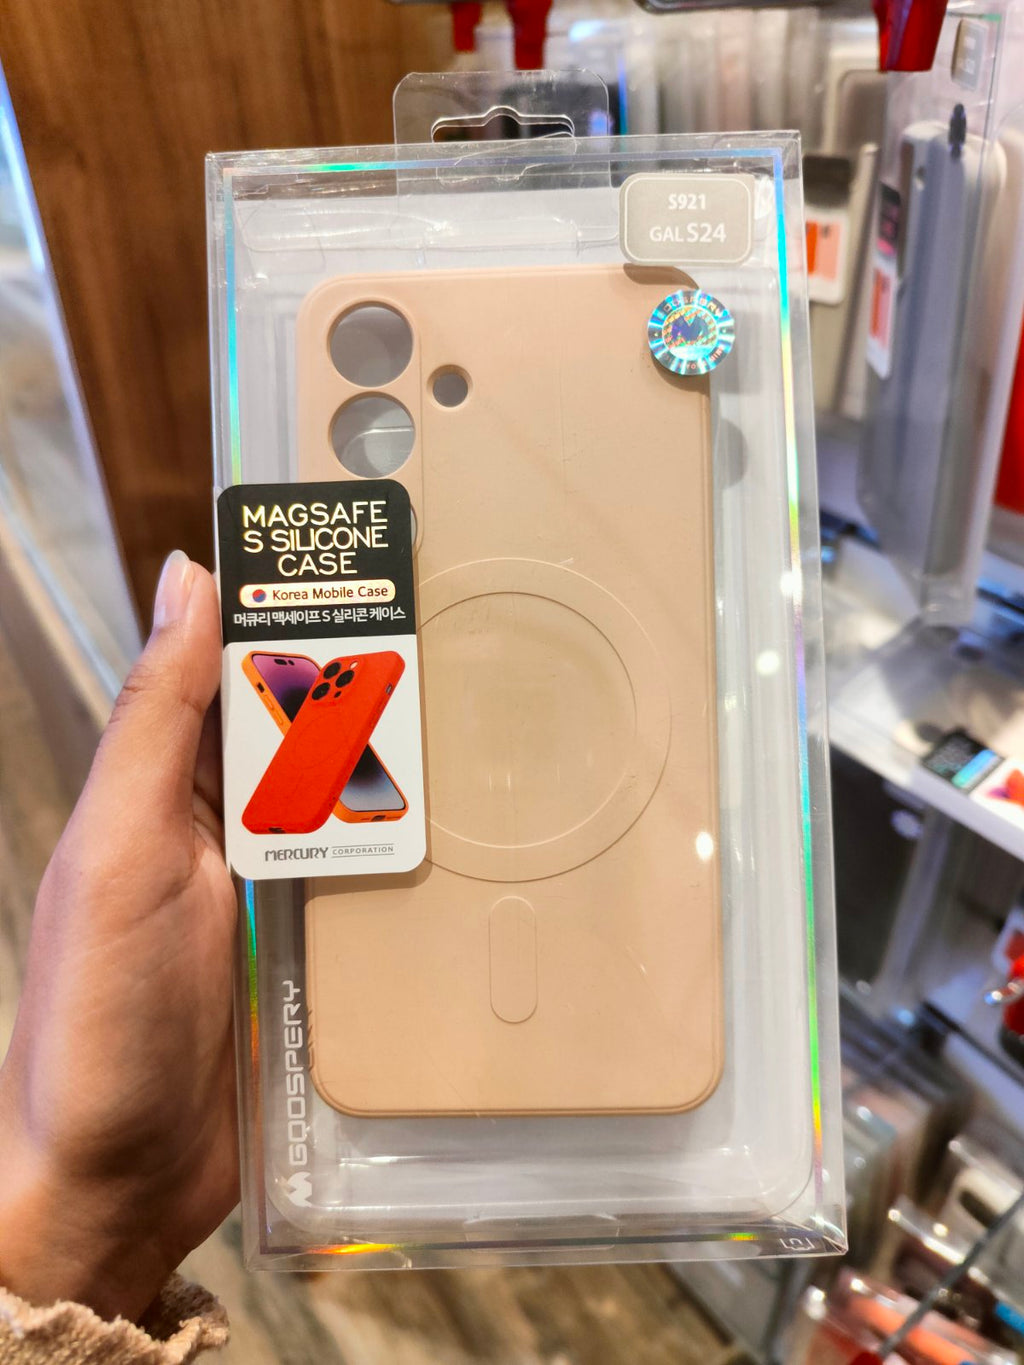 S921
GAL S24
GOOSPERY
M
MAGSAFE
S SILICONE
CASE
Korea Mobile Case
머큐리 맥세이프 S 실리콘 케이스
MERCURY CORPORATION
GOOSPERY